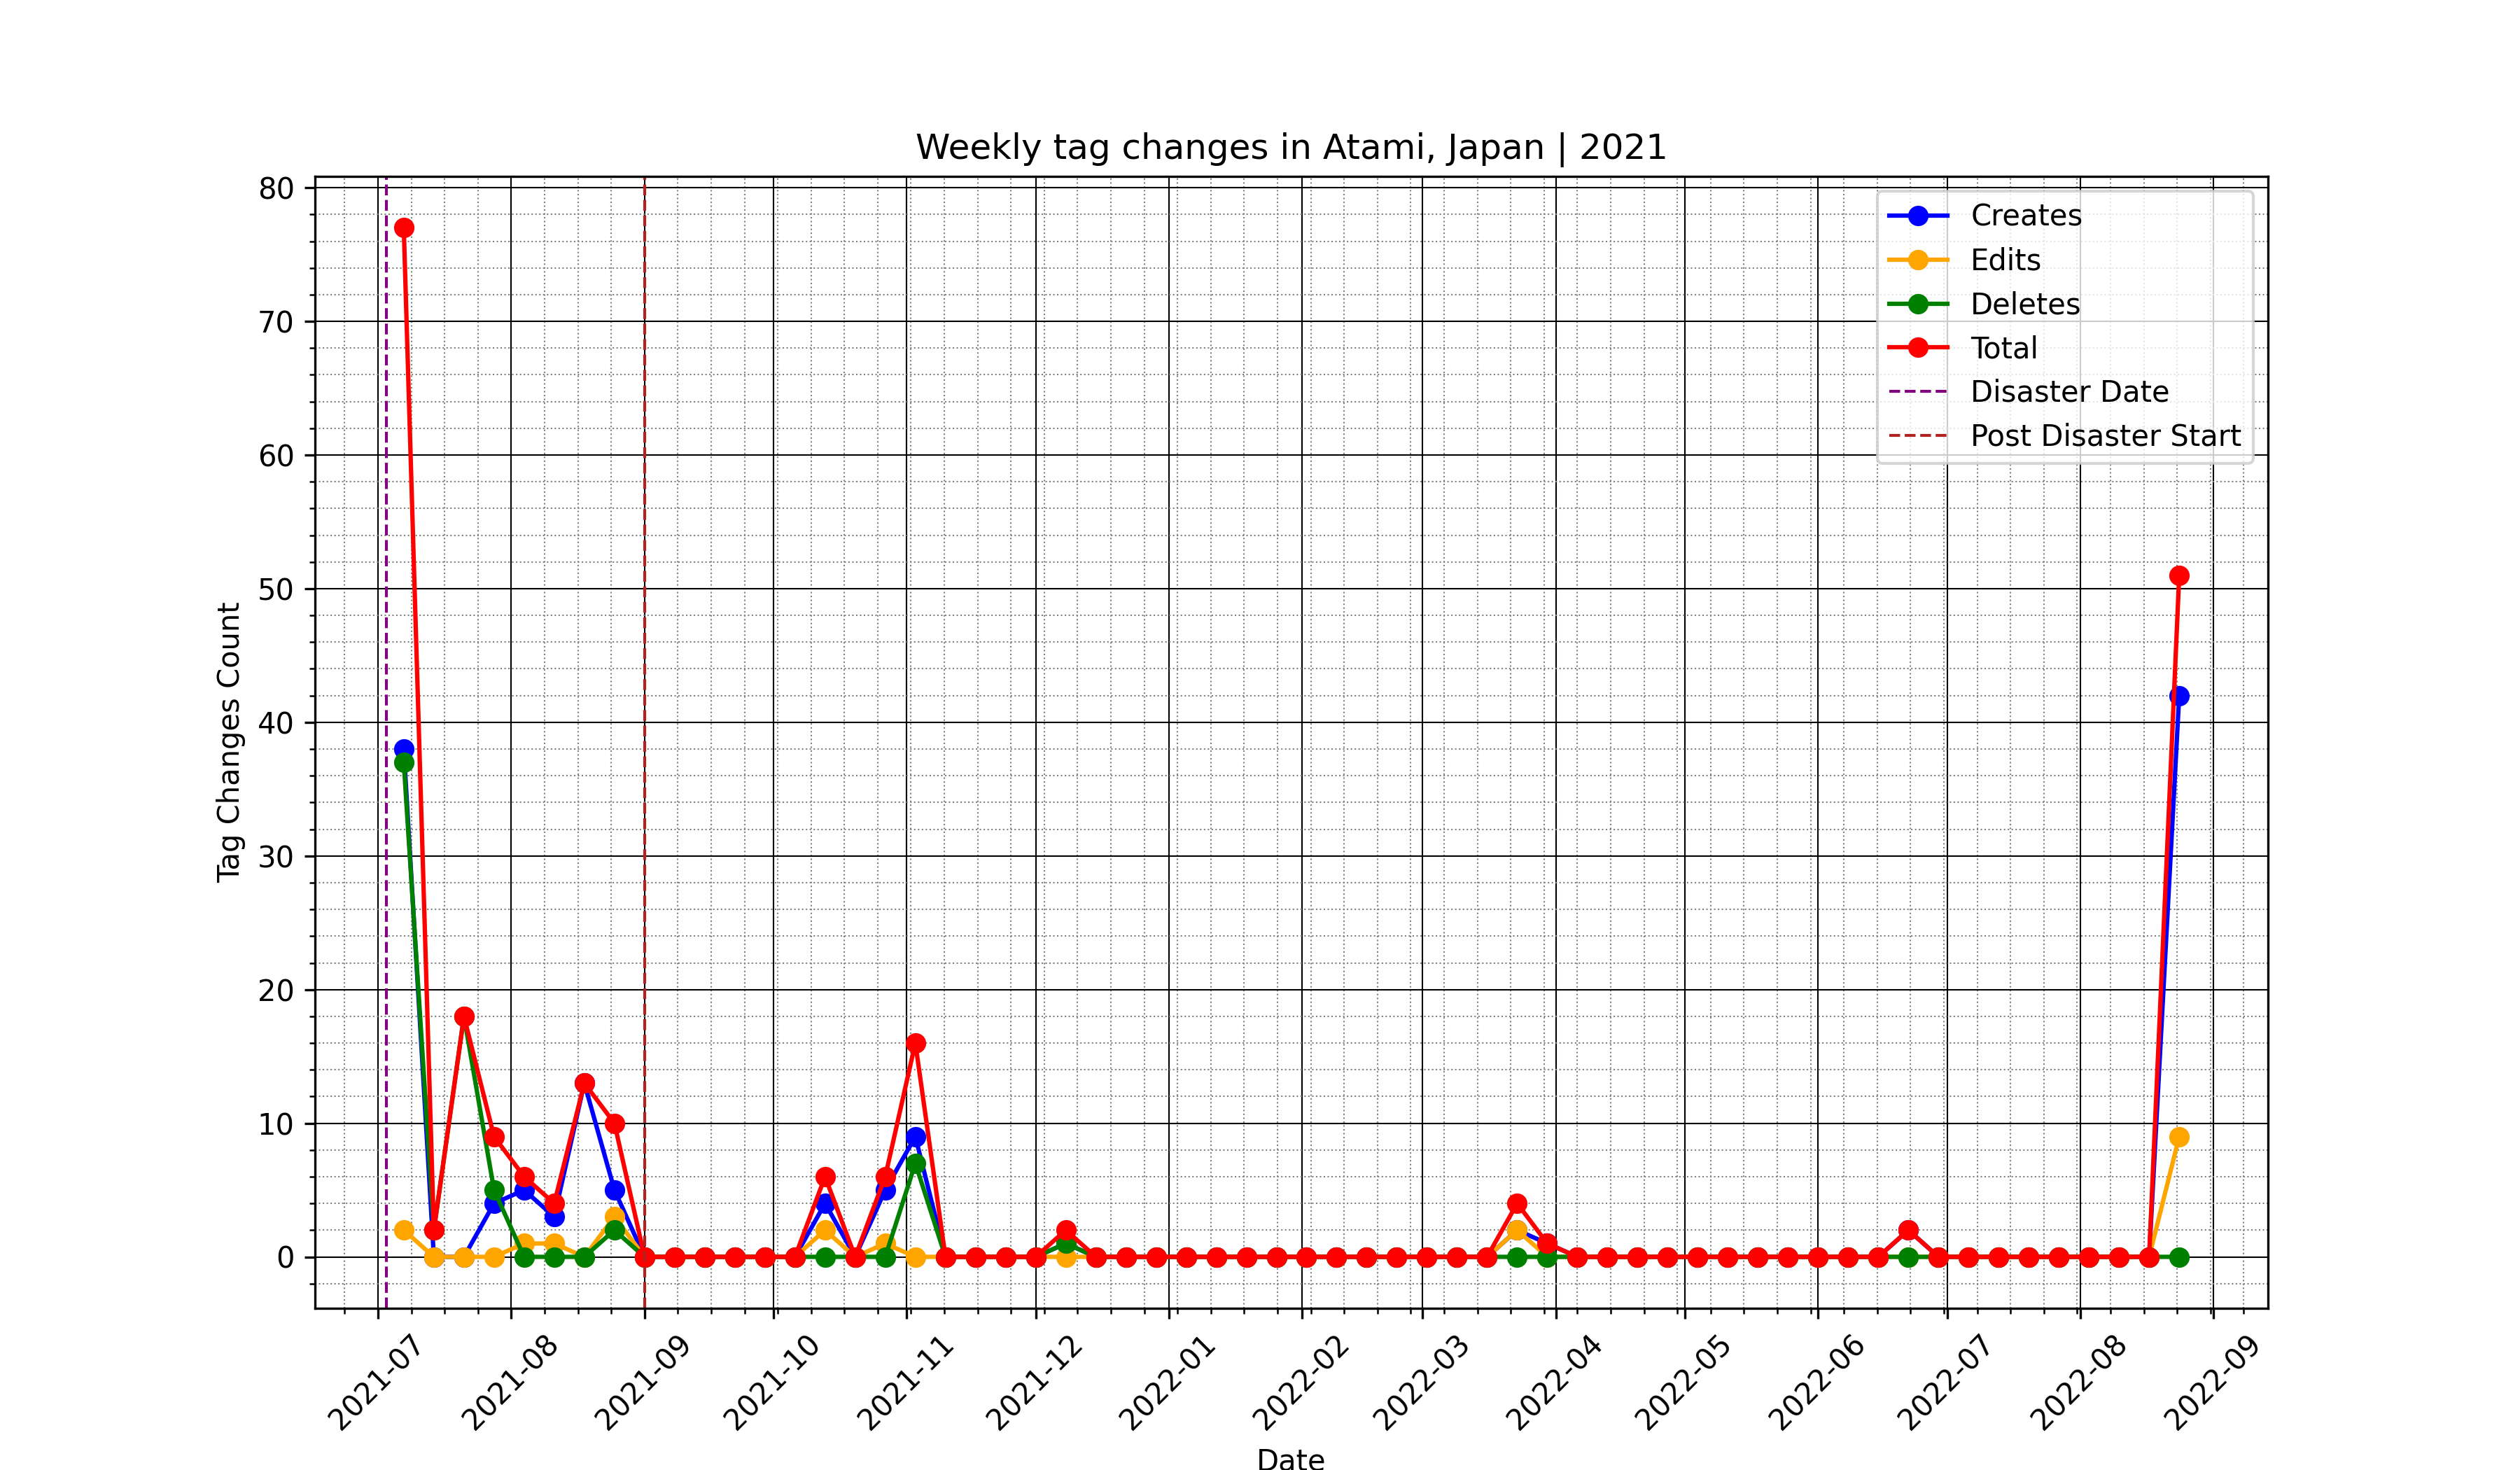 Weekly tag changes in Atami, Japan | 2021
Creates
Edits
Deletes
Total
Disaster Date
Post Disaster Start
Tag Changes Count
80
70
60
50
40
30
20
10
0
2021-07
2021-08
2021-09
2021-10
2021-11
2021-12
2022-01
2022-02
2022-03
2022-04
2022-05
2022-06
2022-07
2022-08
2022-09
Date